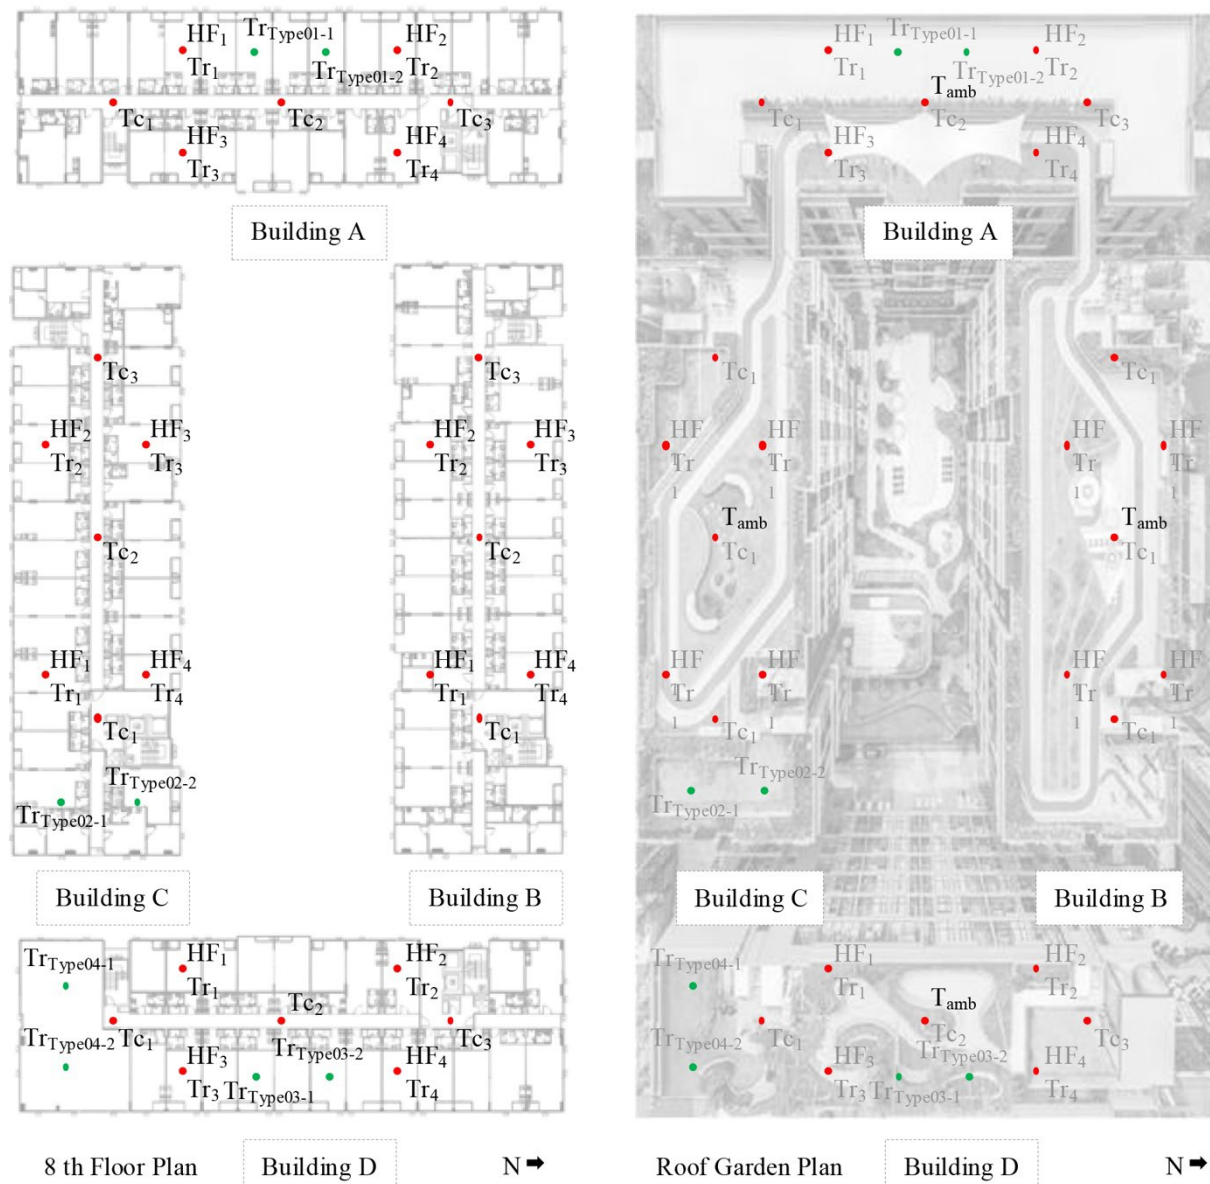 HF1
Tr1
TrType01-1
TrType01-2
HF2
Tr2
Tc1
Tc2
Tc3
HF3
Tr3
HF4
Tr4
Building A
Tc3
HF2
Tr2
HF3
Tr3
Tc2
HF1
Tr1
HF4
Tr4
Tc1
TrType02-2
TrType02-1
Building C
Tc3
HF2
Tr2
HF3
Tr3
Tc2
HF1
Tr1
HF4
Tr4
Tc1
Building B
TrType04-1
HF1
Tr1
HF2
Tr2
Tc2
TrType04-2
Tc1
Tc3
HF3
Tr3
TrType03-2
TrType03-1
HF4
Tr4
8 th Floor Plan
Building D
N
HF1
Tr1
TrType01-1
TrType01-2
HF2
Tr2
Tamb
Tc1
Tc2
Tc3
HF3
Tr3
HF4
Tr4
Building A
Tc1
HF
Tr
1
HF
Tr
1
Tamb
Tc1
HF
Tr
1
HF
Tr
1
Tc1
TrType02-2
TrType02-1
Building C
Tc1
HF
Tr
1
HF
Tr
1
Tamb
Tc1
HF
Tr
1
HF
Tr
1
Tc1
Building B
TrType04-1
HF1
Tr1
HF2
Tr2
Tamb
Tc2
TrType04-2
Tc1
Tc3
HF3
Tr3
TrType03-2
TrType03-1
HF4
Tr4
Roof Garden Plan
Building D
N